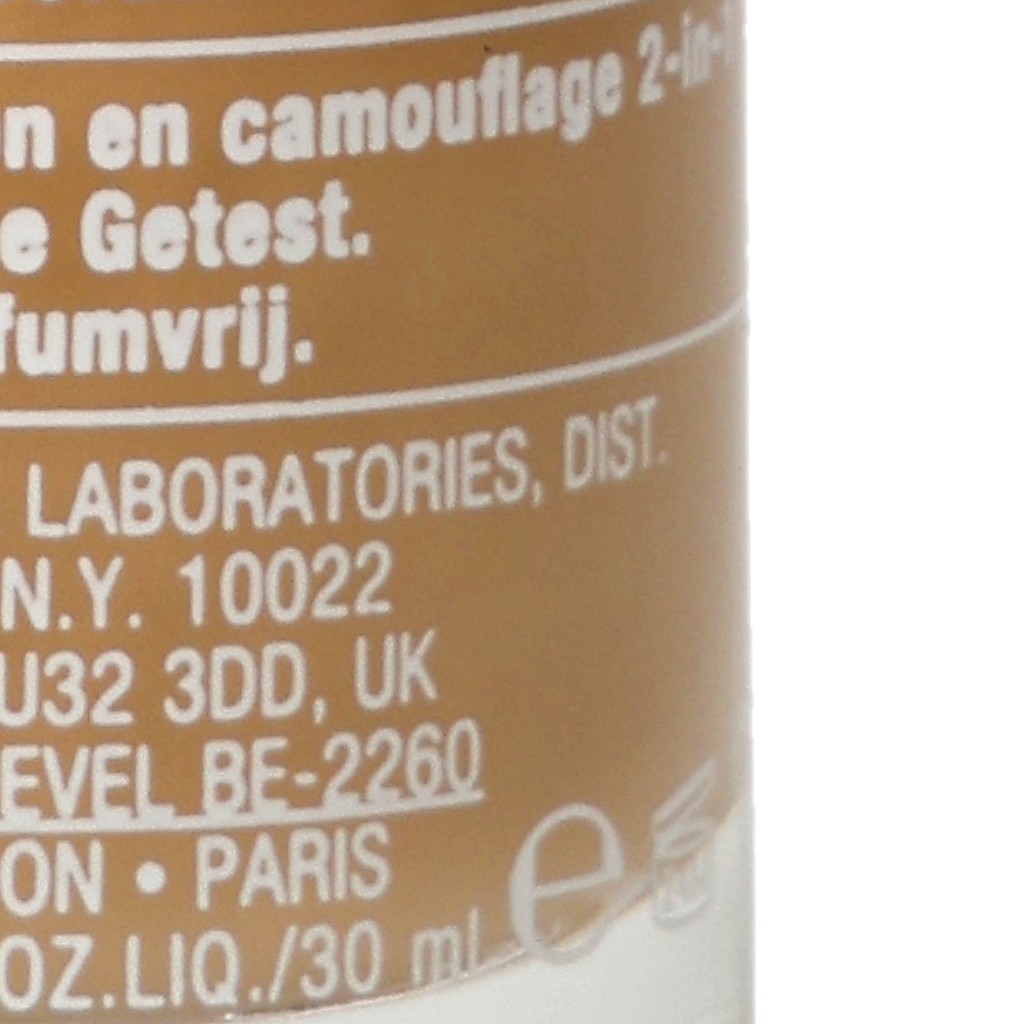 n en camouflage 2-in-1
e Getest.
fumvrij.
LABORATORIES, DIST.
N.Y. 10022
U32 3DD, UK
EVEL BE-2260
ON • PARIS
OZ.LIQ./30 ml e